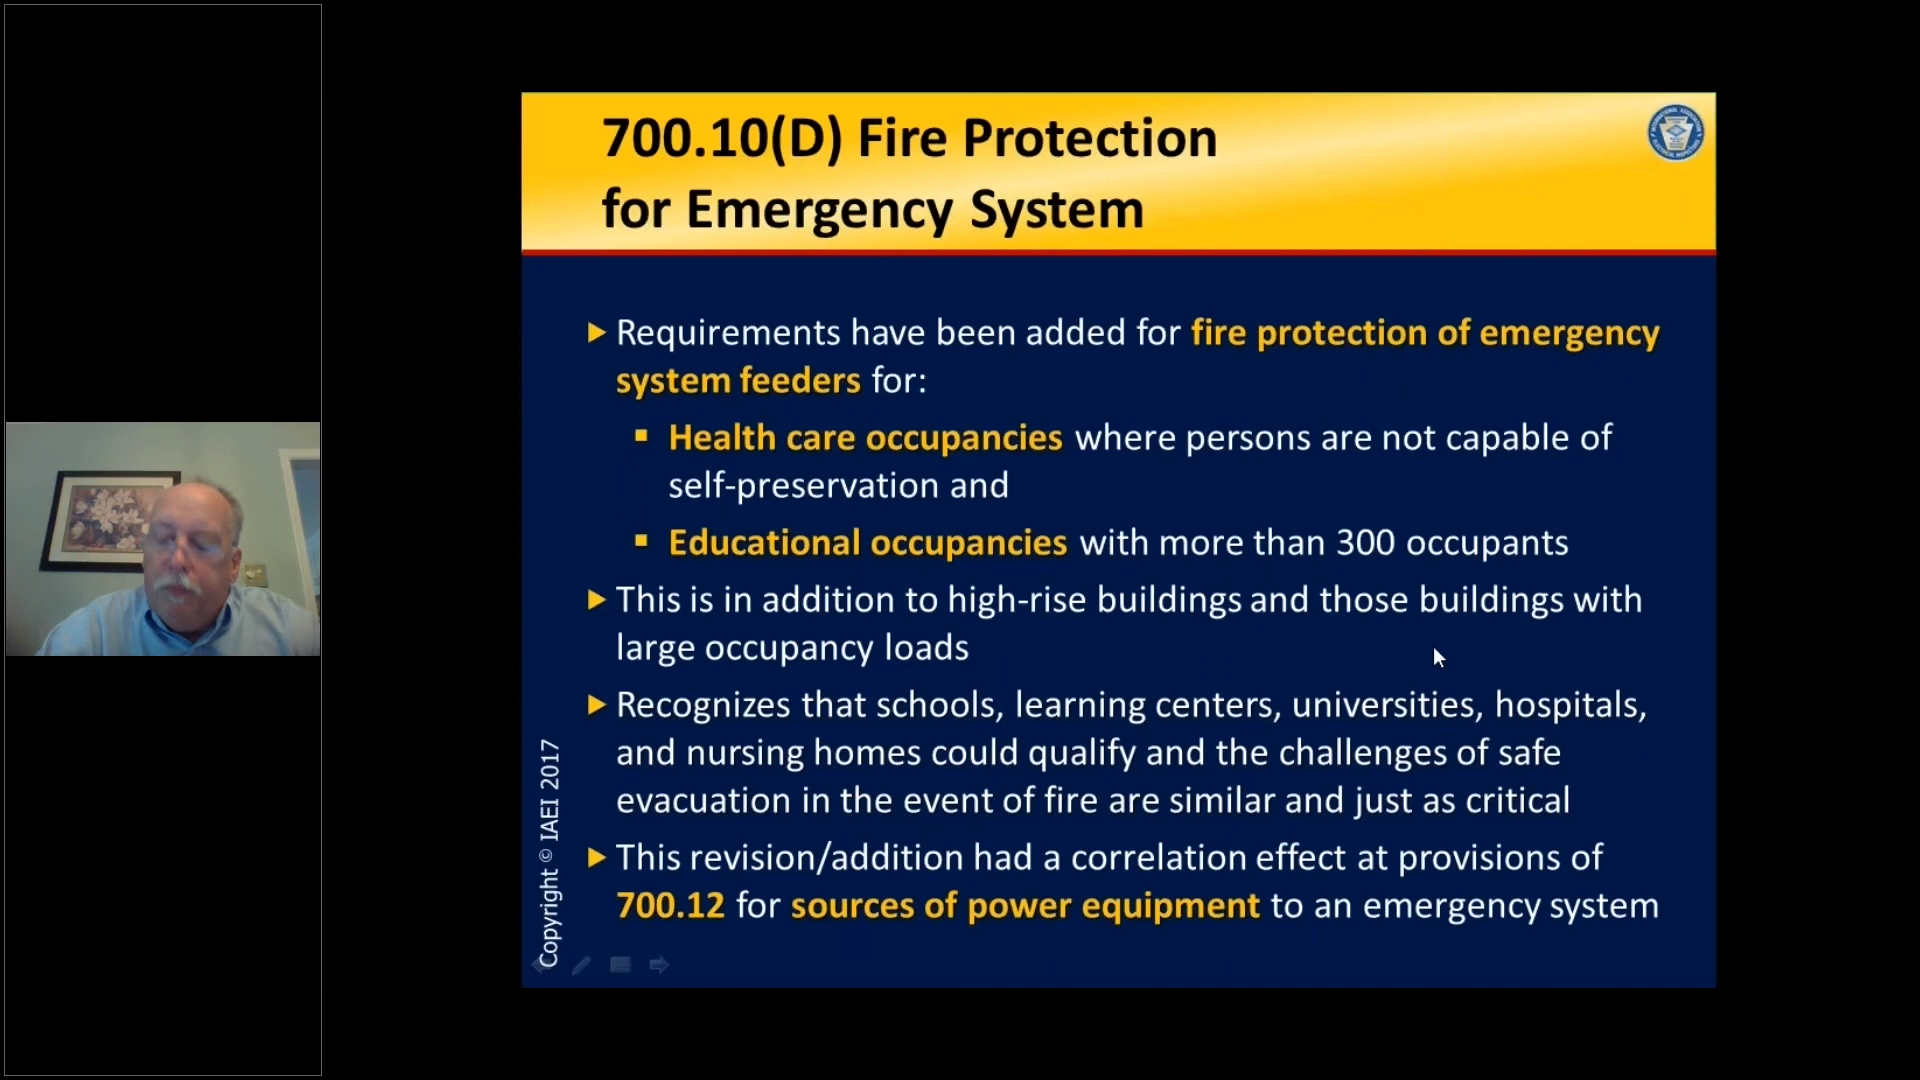 700.10(D) Fire Protection
for Emergency System
Requirements have been added for fire protection of emergency
system feeders for:
Health care occupancies where persons are not capable of
self-preservation and
Educational occupancies with more than 300 occupants
This is in addition to high-rise buildings and those buildings with
large occupancy loads
Recognizes that schools, learning centers, universities, hospitals,
and nursing homes could qualify and the challenges of safe
evacuation in the event of fire are similar and just as critical
This revision/addition had a correlation effect at provisions of
700.12 for sources of power equipment to an emergency system
Copyright © IAEI 2017